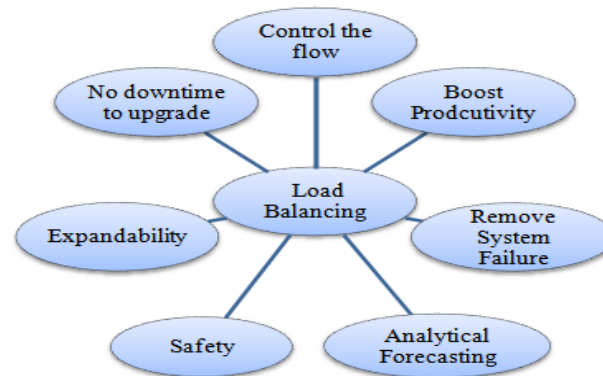 Control the
flow
No downtime
to upgrade
Boost
Prodcutivity
Load
Balancing
Expandability
Remove
System
Failure
Safety
Analytical
Forecasting